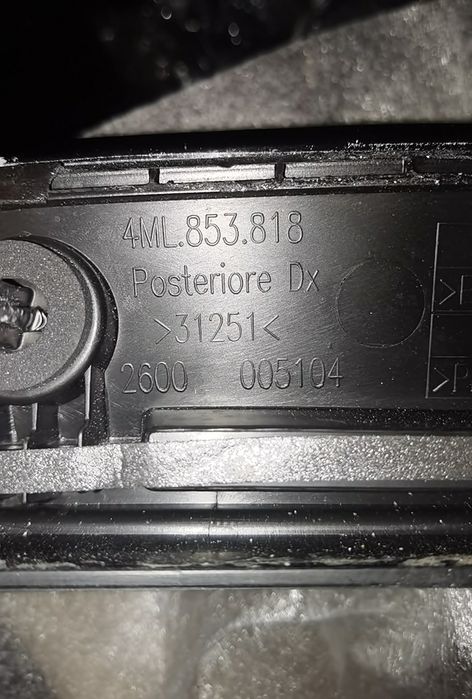 4ML.853.818
Posteriore Dx
>31251<
2600 005104
>P
>P